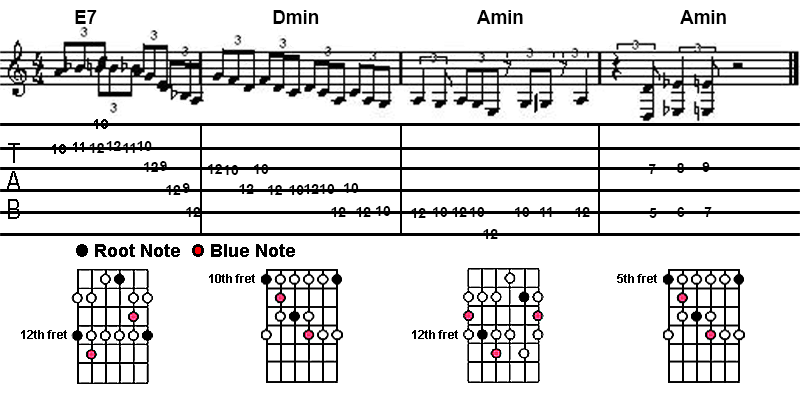 E7 Dmin Amin Amin
3 3 3 3 3 3 3 3 3 3
3
10
T 10 11 12 12 11 10
12 9 12 10 10 7 8 9
A 12 9 12 12 10 12 10 10
B 12 12 12 10 12 10 12 10 10 11 12 5 6 7
12
Root Note Blue Note
10th fret 5th fret
12th fret 12th fret